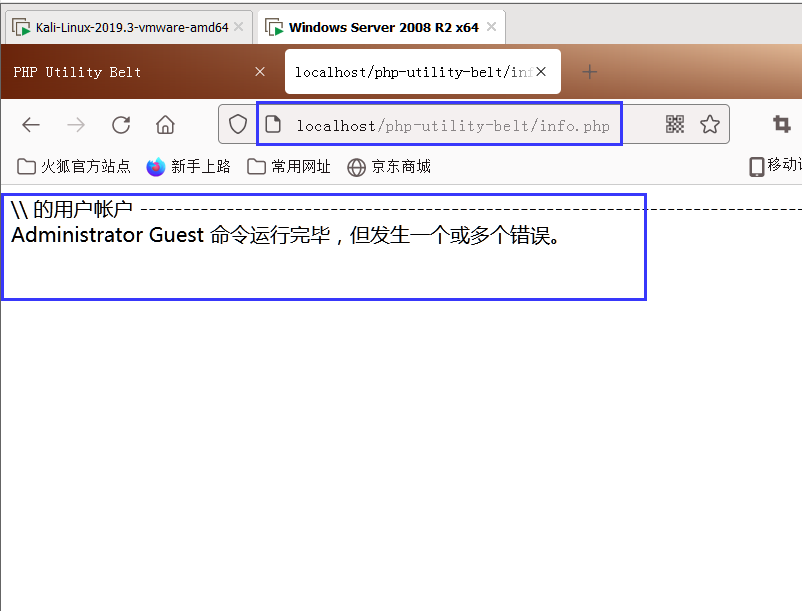 Kali-Linux-2019.3-vmware-amd64 Windows Server 2008 R2 x64
PHP Utility Belt localhost/php-utility-belt/inf
localhost/php-utility-belt/info.php
火狐官方站点 新手上路 常用网址 京东商城 移动
\\ 的用户帐户 -------------------------------------------------------------------------------
Administrator Guest 命令运行完毕，但发生一个或多个错误。